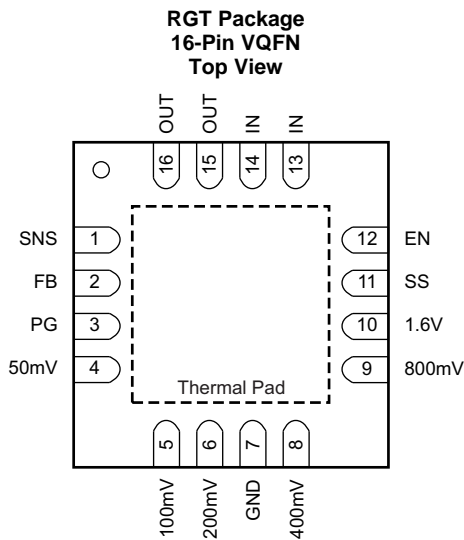 RGT Package
16-Pin VQFN
Top View
OUT OUT IN IN
16 15 14 13
SNS 1 12 EN
FB 2 11 SS
PG 3 10 1.6V
50mV 4 9 800mV
Thermal Pad
5 6 7 8
100mV 200mV GND 400mV